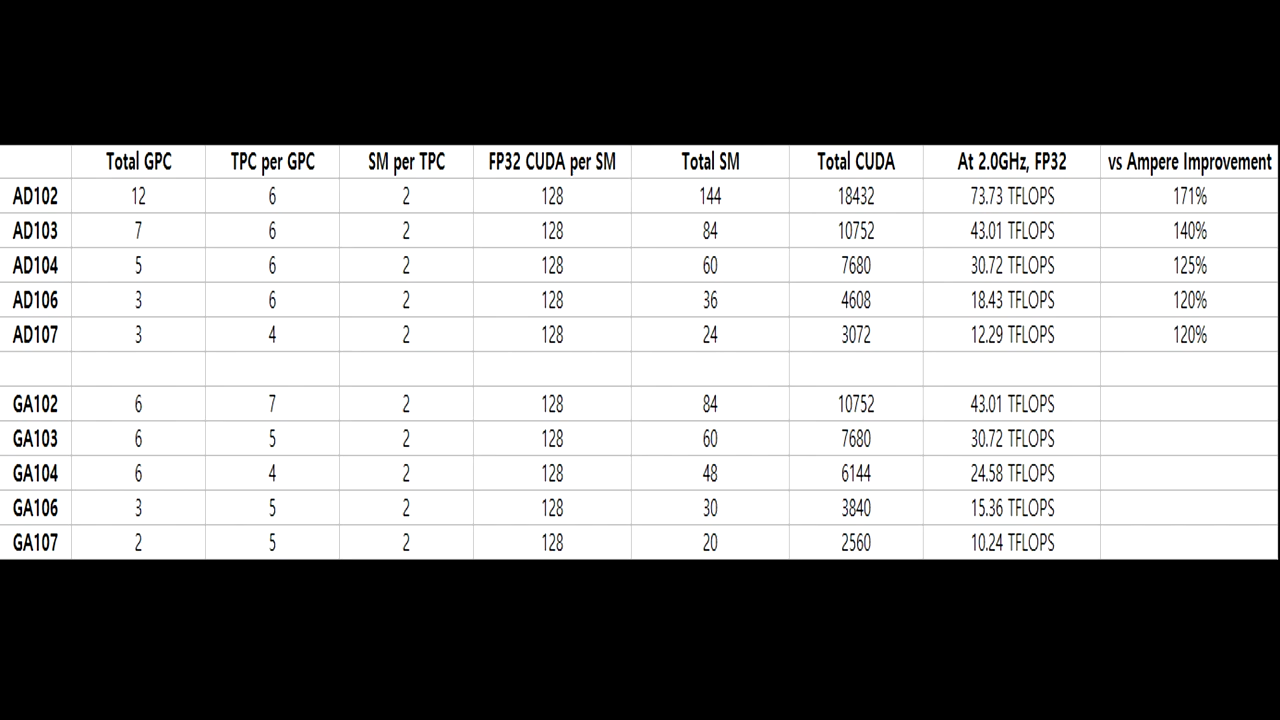 Total GPC TPC per GPC SM per TPC FP32 CUDA per SM Total SM Total CUDA At 2.0GHz, FP32 vs Ampere Improvement
AD102 12 6 2 128 144 18432 73.73 TFLOPS 171%
AD103 7 6 2 128 84 10752 43.01 TFLOPS 140%
AD104 5 6 2 128 60 7680 30.72 TFLOPS 125%
AD106 3 6 2 128 36 4608 18.43 TFLOPS 120%
AD107 3 4 2 128 24 3072 12.29 TFLOPS 120%
GA102 6 7 2 128 84 10752 43.01 TFLOPS
GA103 6 5 2 128 60 7680 30.72 TFLOPS
GA104 6 4 2 128 48 6144 24.58 TFLOPS
GA106 3 5 2 128 30 3840 15.36 TFLOPS
GA107 2 5 2 128 20 2560 10.24 TFLOPS